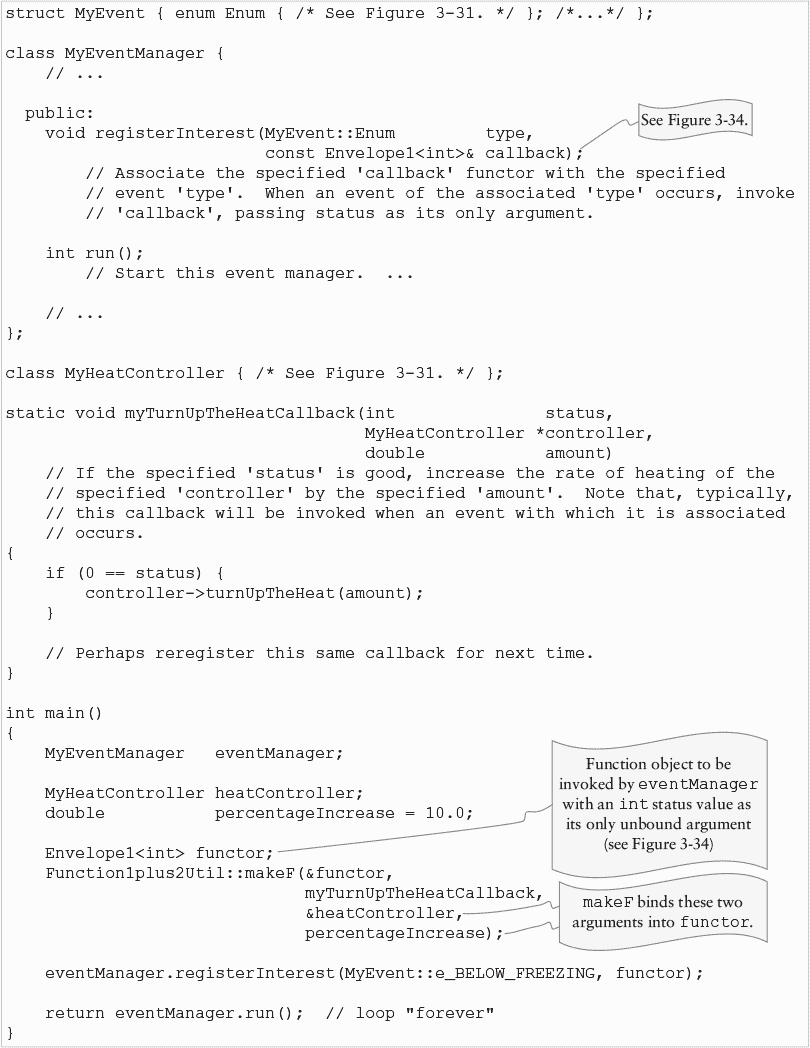 struct MyEvent { enum Enum { /* See Figure 3-31. */ }; /*...*/ };
class MyEventManager {
    // ...
  public:
    void registerInterest(MyEvent::Enum         type,
                          const Envelope1<int>& callback);
See Figure 3-34.
        // Associate the specified 'callback' functor with the specified
        // event 'type'.  When an event of the associated 'type' occurs, invoke
        // 'callback', passing status as its only argument.
    int run();
        // Start this event manager.  ...
    // ...
};
class MyHeatController { /* See Figure 3-31. */ };
static void myTurnUpTheHeatCallback(int               status,
                                    MyHeatController *controller,
                                    double            amount)
    // If the specified 'status' is good, increase the rate of heating of the
    // specified 'controller' by the specified 'amount'.  Note that, typically,
    // this callback will be invoked when an event with which it is associated
    // occurs.
{
    if (0 == status) {
        controller->turnUpTheHeat(amount);
    }
    // Perhaps reregister this same callback for next time.
}
int main()
{
    MyEventManager   eventManager;
    MyHeatController heatController;
    double           percentageIncrease = 10.0;
    Envelope1<int> functor;
Function object to be
invoked by eventManager
with an int status value as
its only unbound argument
(see Figure 3-34)
    Function1plus2Util::makeF(&functor,
                              myTurnUpTheHeatCallback,
                              &heatController,
                              percentageIncrease);
makeF binds these two
arguments into functor.
    eventManager.registerInterest(MyEvent::e_BELOW_FREEZING, functor);
    return eventManager.run();  // loop "forever"
}